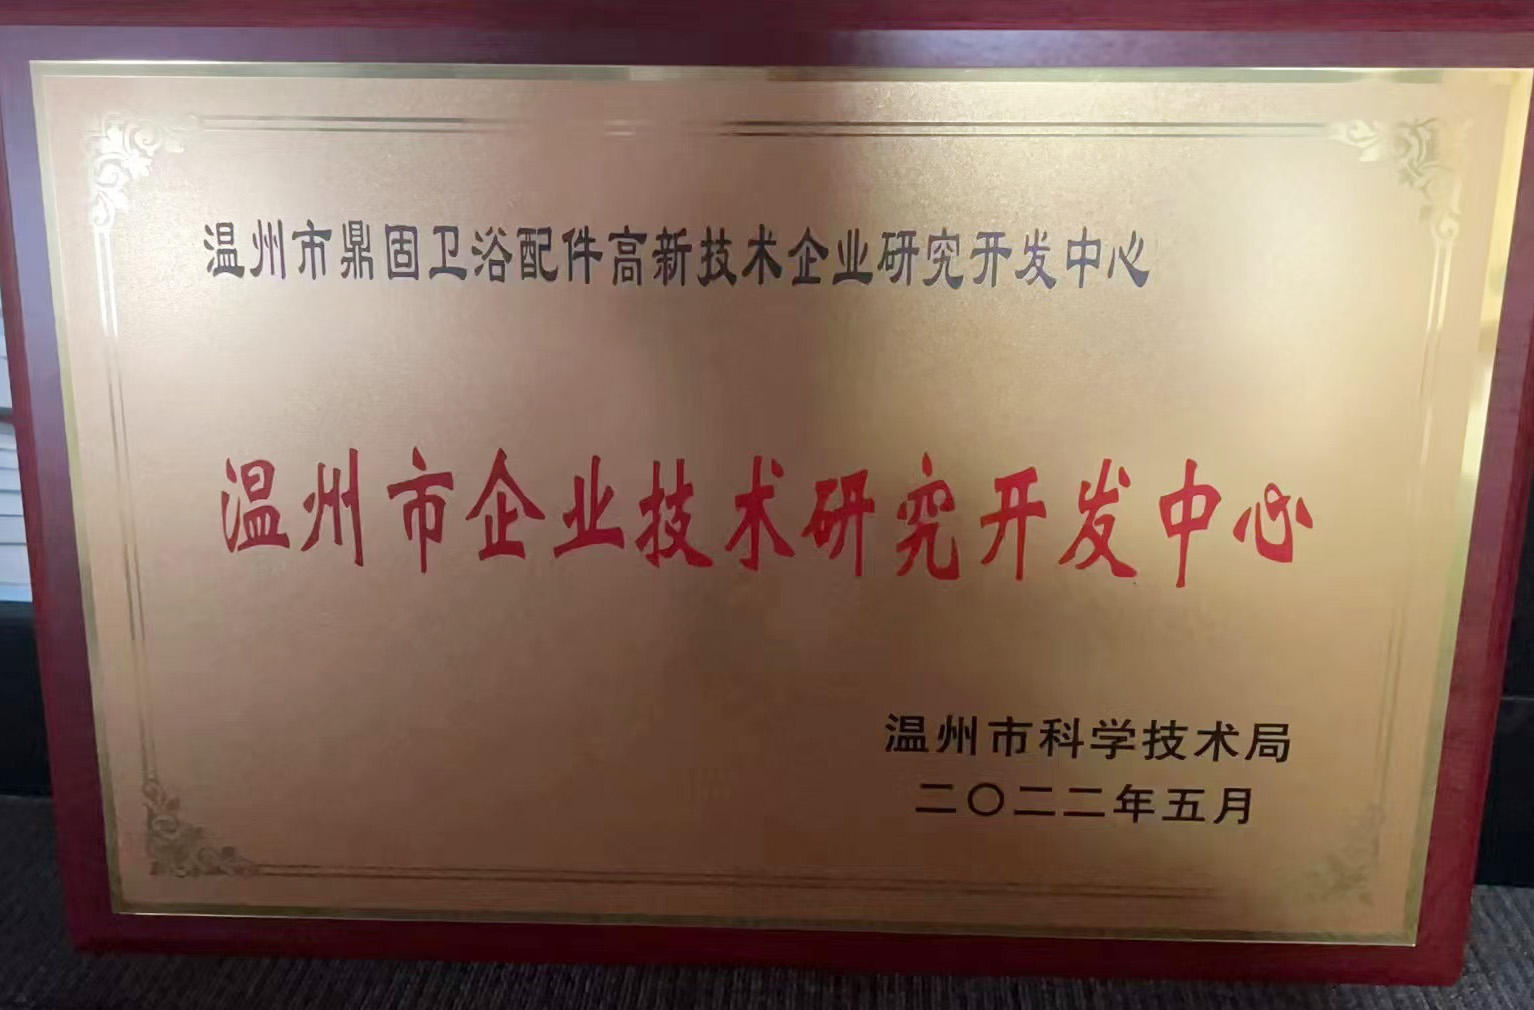 温州市鼎固卫浴配件高新技术企业研究开发中心
温州市企业技术研究开发中心
温州市科学技术局
二〇二二年五月